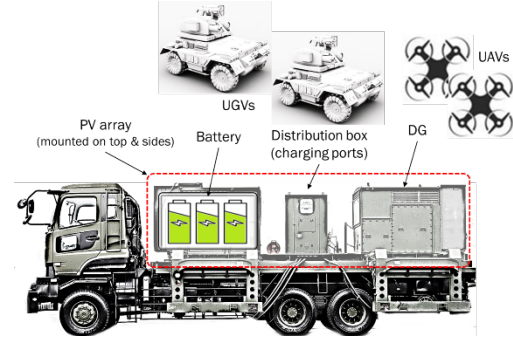 UGVs
UAVs
PV array
(mounted on top & sides)
Battery
Distribution box
(charging ports)
DG